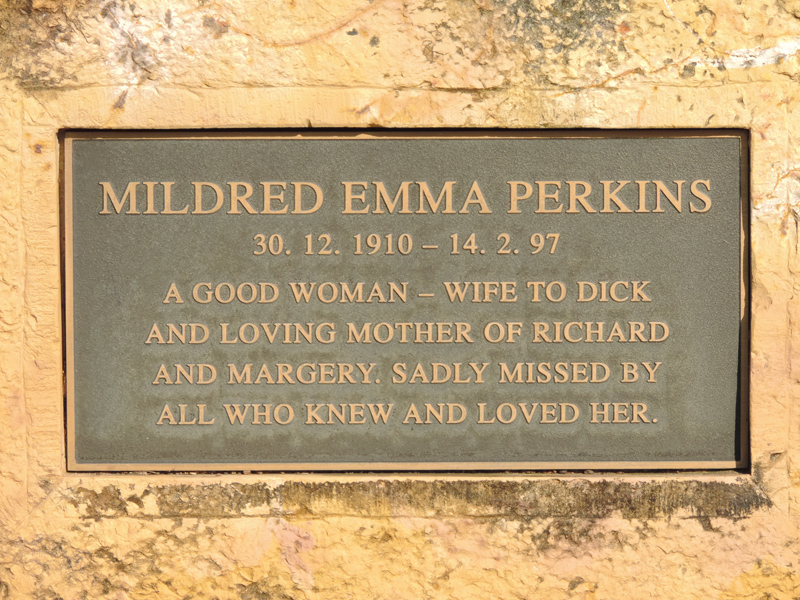 MILDRED EMMA PERKINS
30. 12. 1910 – 14. 2. 97
A GOOD WOMAN – WIFE TO DICK
AND LOVING MOTHER OF RICHARD
AND MARGERY. SADLY MISSED BY
ALL WHO KNEW AND LOVED HER.